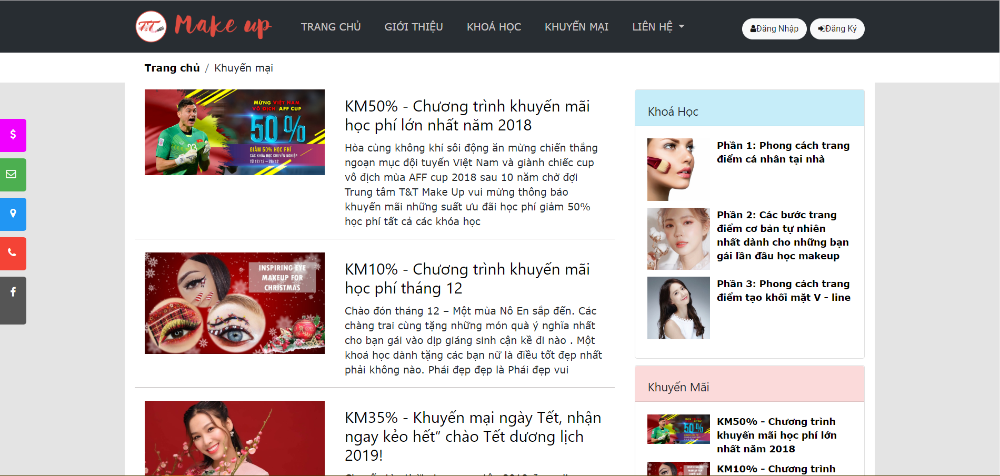 T&T Make up
TRANG CHỦ
GIỚI THIỆU
KHOÁ HỌC
KHUYẾN MẠI
LIÊN HỆ
Đăng Nhập
Đăng Ký
Trang chủ / Khuyến mại
MỪNG VIỆT NAM
VÔ ĐỊCH AFF CUP
50%
GIẢM 50% HỌC PHÍ
CÁC KHÓA HỌC CHUYÊN NGHIỆP
TỪ 17/12 – 26/12
KM50% - Chương trình khuyến mãi
học phí lớn nhất năm 2018
Hòa cùng không khí sôi động ăn mừng chiến thắng
ngoạn mục đội tuyển Việt Nam và giành chiếc cup
vô địch mùa AFF cup 2018 sau 10 năm chờ đợi
Trung tâm T&T Make Up vui mừng thông báo
khuyến mãi những suất ưu đãi học phí giảm 50%
học phí tất cả các khóa học
INSPIRING EYE
MAKEUP FOR
CHRISTMAS
KM10% - Chương trình khuyến mãi
học phí tháng 12
Chào đón tháng 12 – Một mùa Nô En sắp đến. Các
chàng trai cùng tặng những món quà ý nghĩa nhất
cho bạn gái vào dịp giáng sinh cận kề đi nào . Một
khoá học dành tặng các bạn nữ là điều tốt đẹp nhất
phải không nào. Phái đẹp đẹp là Phái đẹp vui
KM35% - Khuyến mại ngày Tết, nhận
ngay kẻo hết” chào Tết dương lịch
2019!
Khoá Học
Phần 1: Phong cách trang
điểm cá nhân tại nhà
Phần 2: Các bước trang
điểm cơ bản tự nhiên
nhất dành cho những bạn
gái lần đầu học makeup
Phần 3: Phong cách trang
điểm tạo khối mặt V - line
Khuyến Mãi
50%
KM50% - Chương trình
khuyến mãi học phí lớn
nhất năm 2018
KM10% - Chương trình